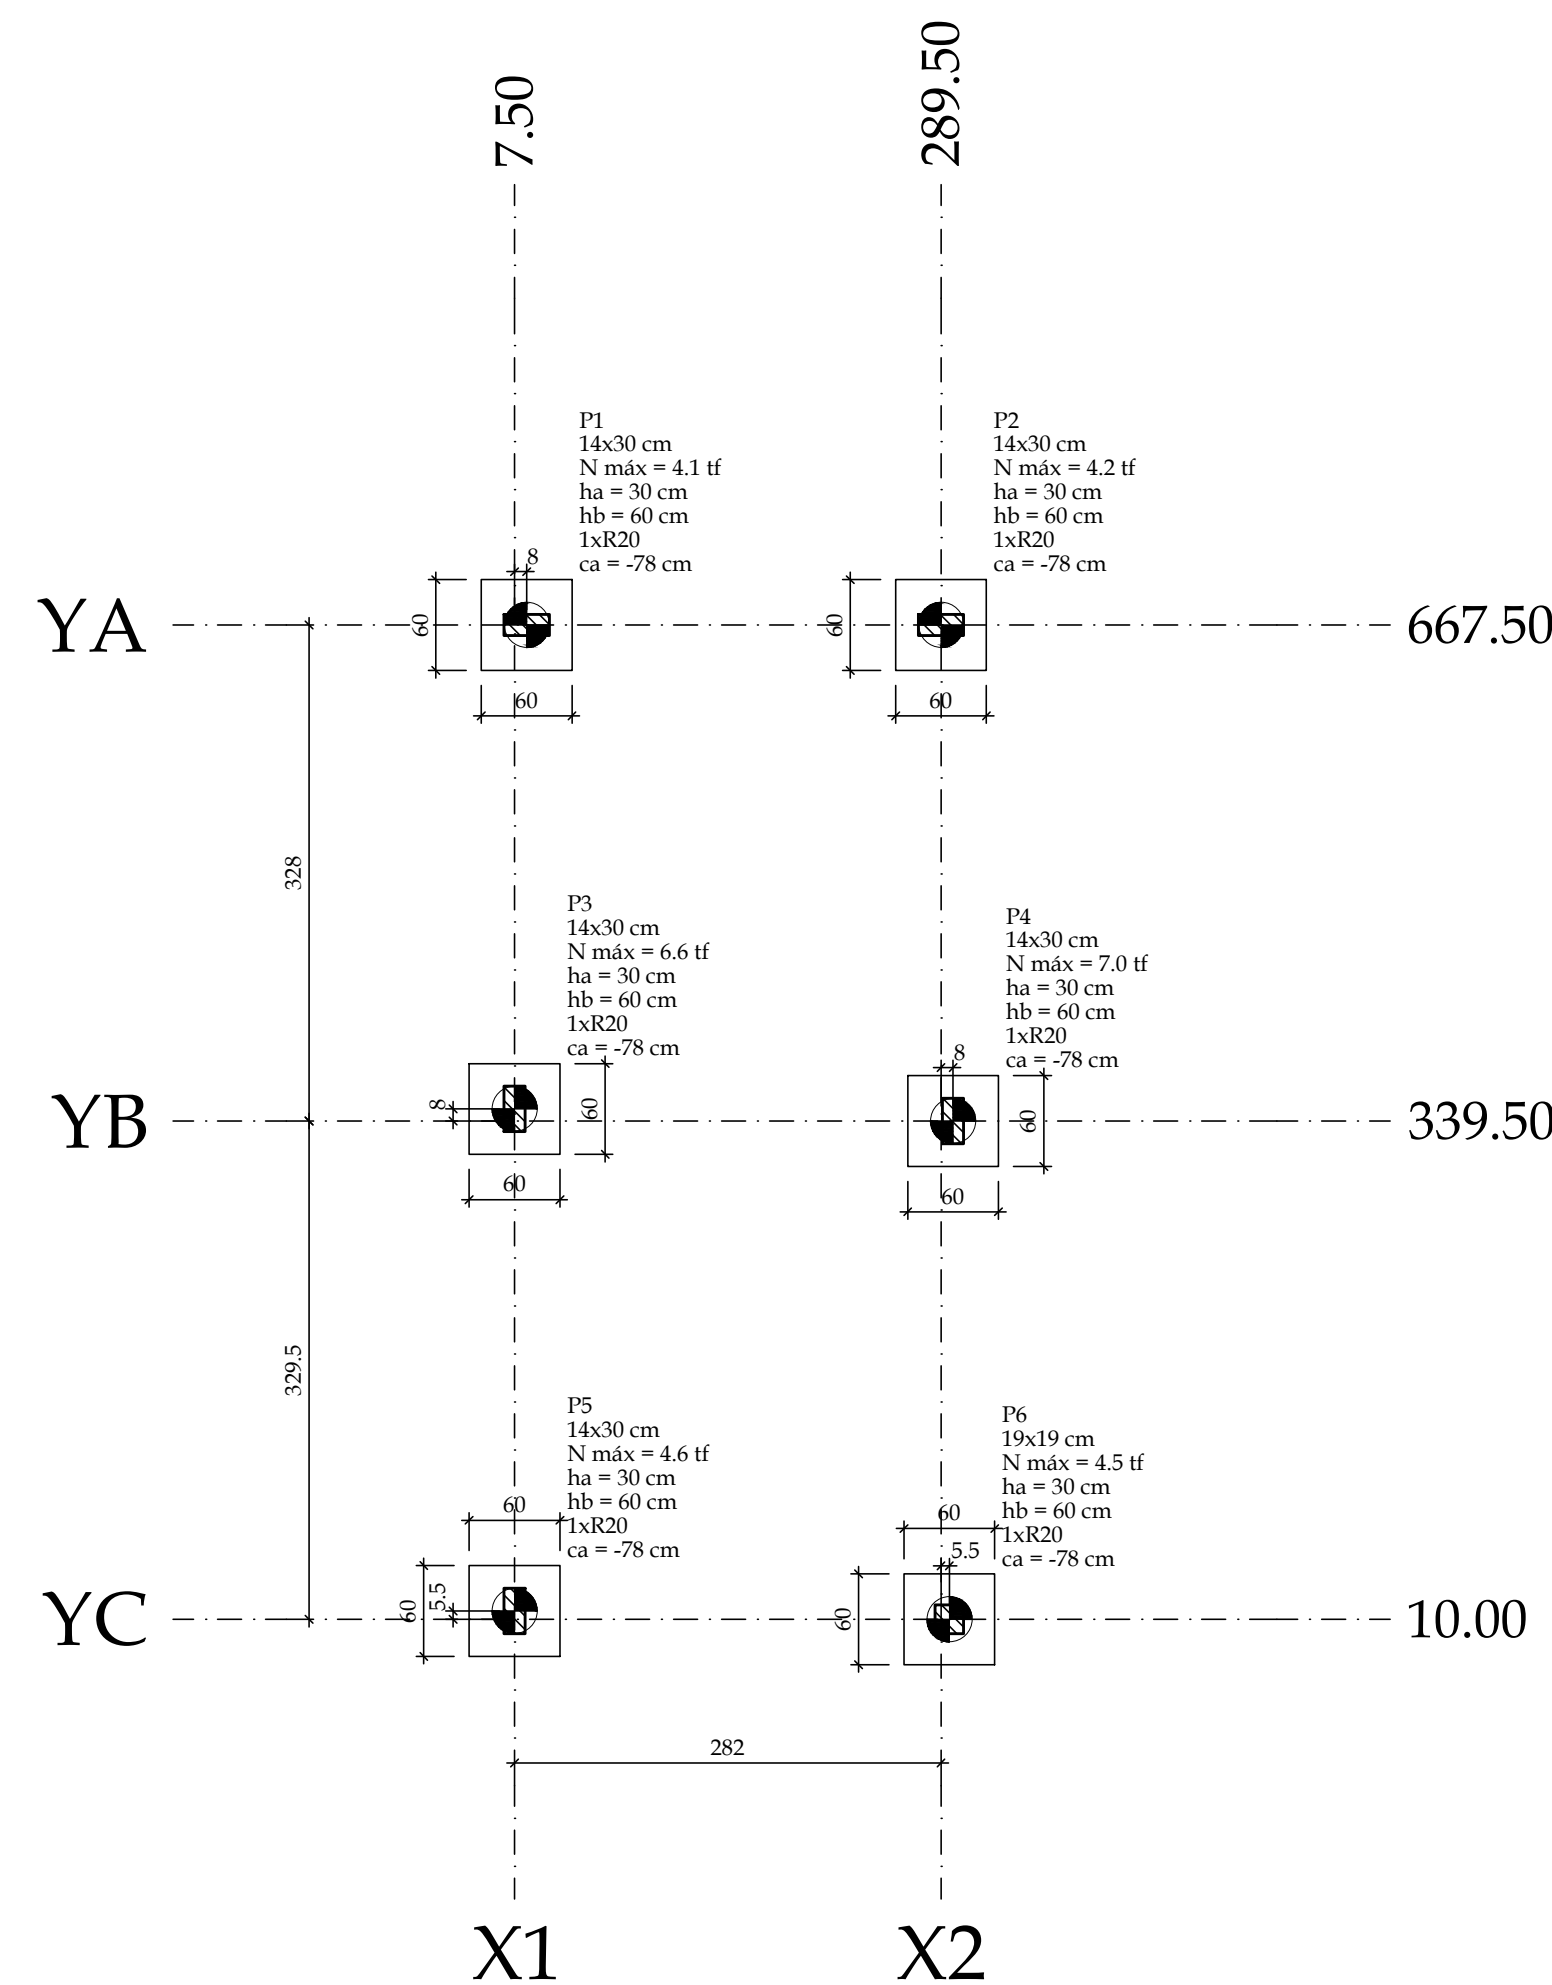 7.50
289.50
P1
14x30 cm
N máx = 4.1 tf
ha = 30 cm
hb = 60 cm
1xR20
ca = -78 cm
P2
14x30 cm
N máx = 4.2 tf
ha = 30 cm
hb = 60 cm
1xR20
ca = -78 cm
8
YA
60
60
667.50
60
60
328
P3
14x30 cm
N máx = 6.6 tf
ha = 30 cm
hb = 60 cm
1xR20
ca = -78 cm
P4
14x30 cm
N máx = 7.0 tf
ha = 30 cm
hb = 60 cm
1xR20
ca = -78 cm
8
YB
8
60
60
339.50
60
60
329.5
P5
14x30 cm
N máx = 4.6 tf
ha = 30 cm
hb = 60 cm
1xR20
ca = -78 cm
P6
19x19 cm
N máx = 4.5 tf
ha = 30 cm
hb = 60 cm
1xR20
ca = -78 cm
60
60
5.5
YC
60
5.5
60
10.00
282
X1
X2